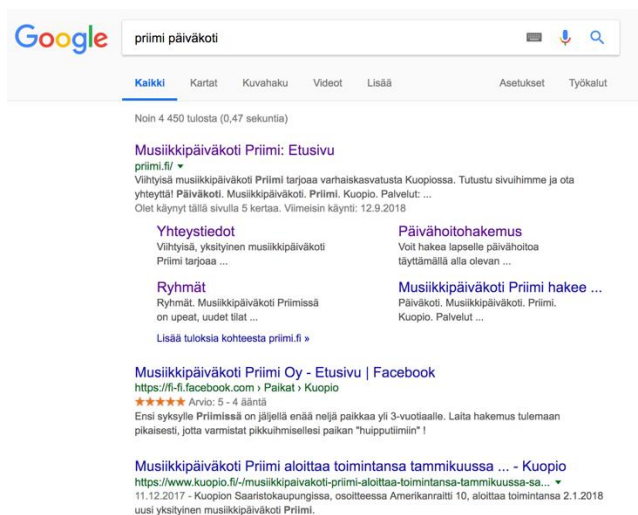 Google
priimi päiväkoti
Kaikki Kartat Kuvahaku Videot Lisää Asetukset Työkalut
Noin 4 450 tulosta (0,47 sekuntia)
Musiikkipäiväkoti Priimi: Etusivu
priimi.fi/
Viihtyisä musiikkipäiväkoti Priimi tarjoaa varhaiskasvatusta Kuopiossa. Tutustu sivuihimme ja ota
yhteyttä! Päiväkoti. Musiikkipäiväkoti. Priimi. Kuopio. Palvelut: ...
Olet käynyt tällä sivulla 5 kertaa. Viimeisin käynti: 12.9.2018
Yhteystiedot
Viihtyisä, yksityinen musiikkipäiväkoti
Priimi tarjoaa ...
Päivähoitohakemus
Voit hakea lapselle päivähoitoa
täyttämällä alla olevan ...
Ryhmät
Ryhmät. Musiikkipäiväkoti Priimissä
on upeat, uudet tilat ...
Musiikkipäiväkoti Priimi hakee ...
Päiväkoti. Musiikkipäiväkoti. Priimi.
Kuopio. Palvelut ...
Lisää tuloksia kohteesta priimi.fi »
Musiikkipäiväkoti Priimi Oy - Etusivu | Facebook
https://fi-fi.facebook.com › Paikat › Kuopio
★★★★★ Arvio: 5 - 4 ääntä
Ensi syksylle Priimissä on jäljellä enää neljä paikkaa yli 3-vuotiaalle. Laita hakemus tulemaan
pikaisesti, jotta varmistat pikkuihmisellesi paikan "huipputiimiin" !
Musiikkipäiväkoti Priimi aloittaa toimintansa tammikuussa ... - Kuopio
https://www.kuopio.fi/-/musiikkipaivakoti-priimi-aloittaa-toimintansa-tammikuussa-sa...
11.12.2017 - Kuopion Saaristokaupungissa, osoitteessa Amerikanraitti 10, aloittaa toimintansa 2.1.2018
uusi yksityinen musiikkipäiväkoti Priimi.